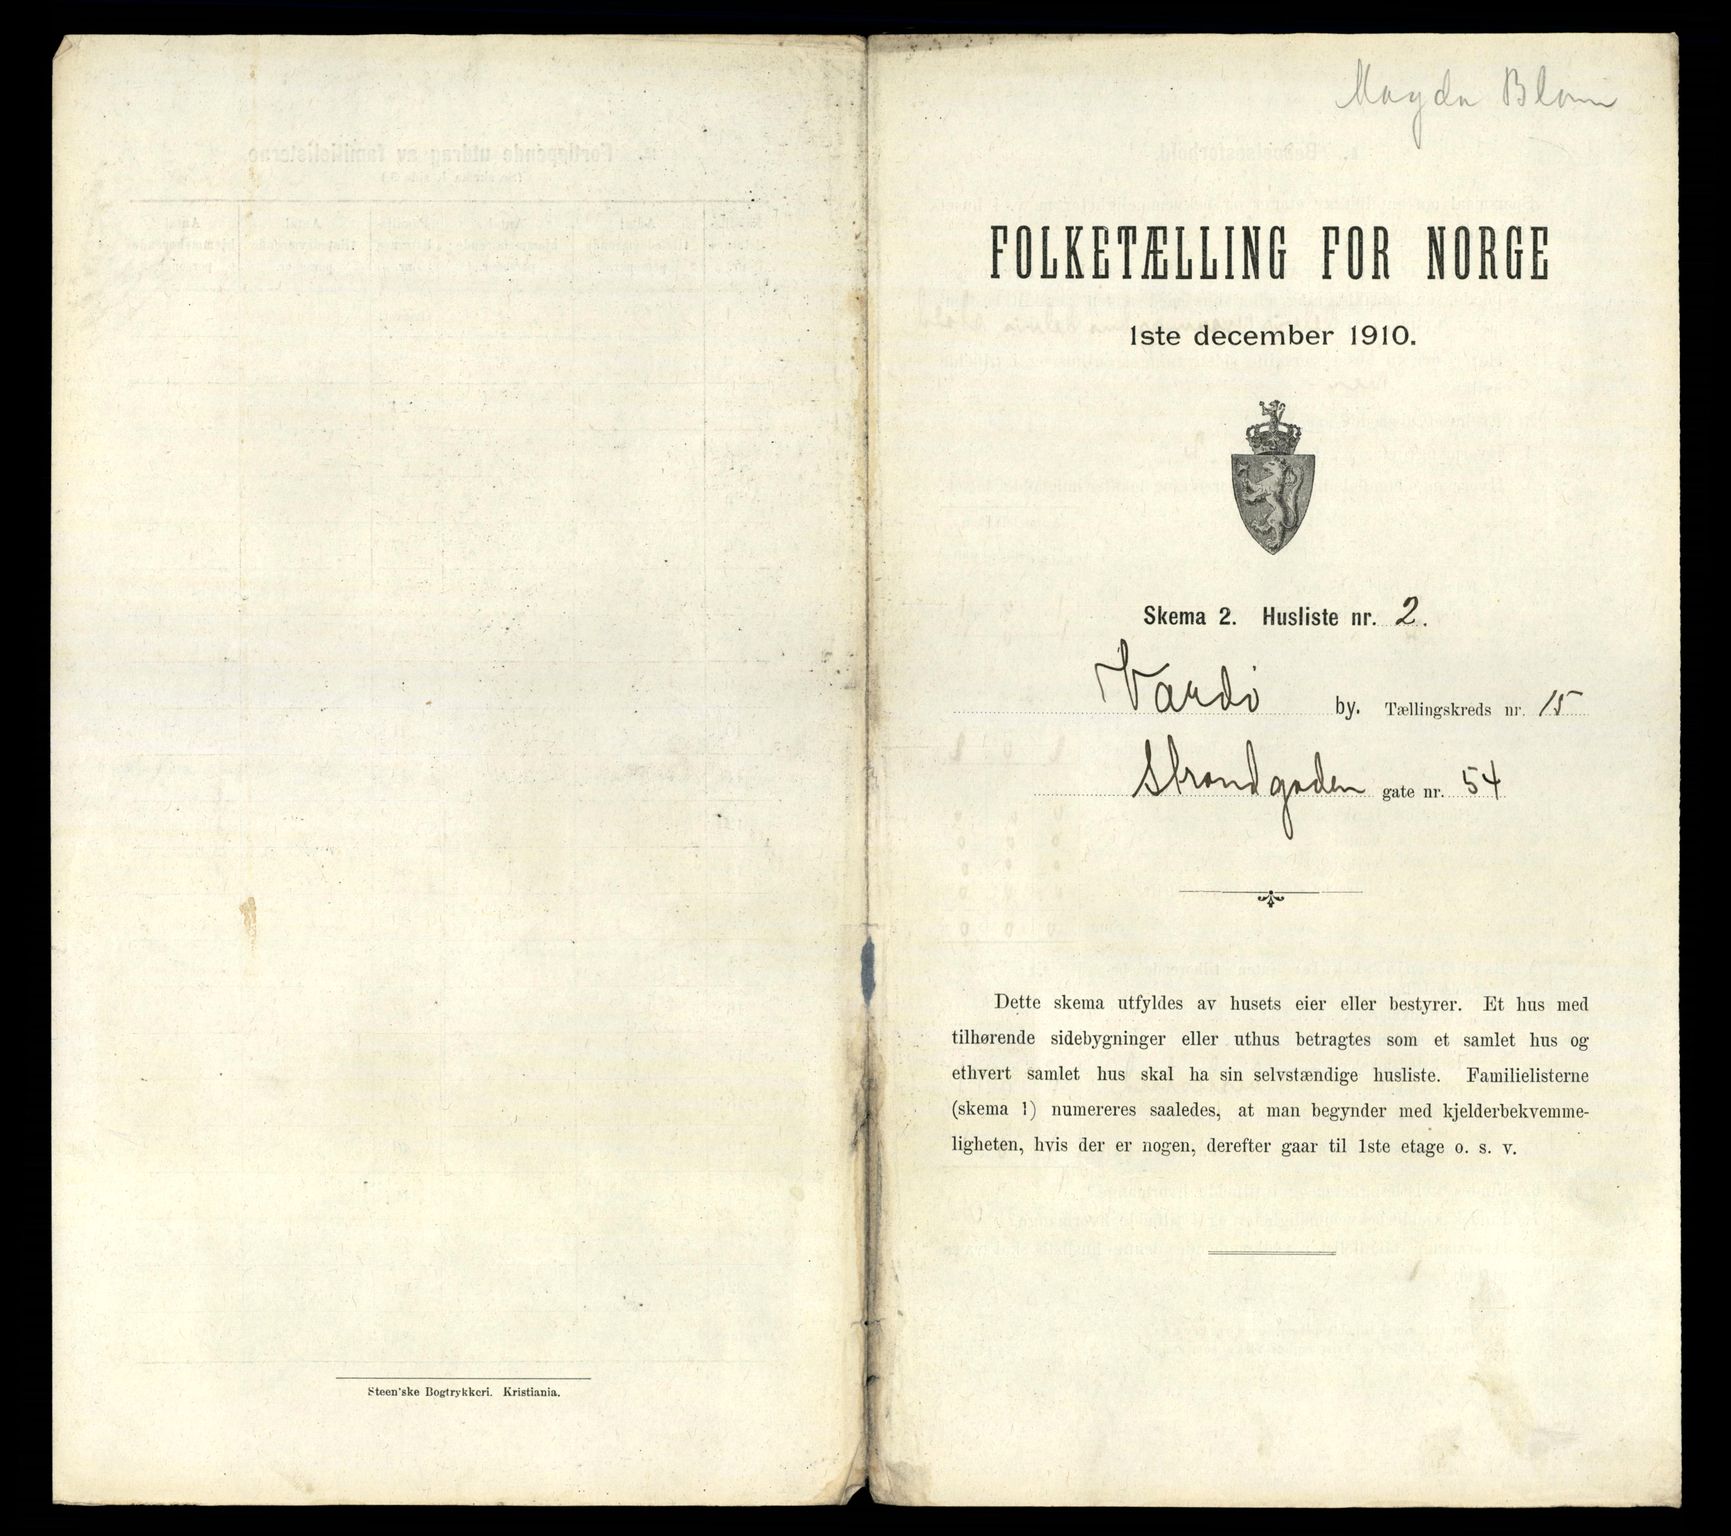 Magda Blom
FOLKETÆLLING FOR NORGE
1ste december 1910.
Skema 2. Husliste nr. 2.
Vardö by. Tællingskreds nr. 15
Strandgaden gate nr. 54
Dette skema utfyldes av husets eier eller bestyrer. Et hus med
tilhørende sidebygninger eller uthus betragtes som et samlet hus og
ethvert samlet hus skal ha sin selvstændige husliste. Familielisterne
(skema 1) numereres saaledes, at man begynder med kjelderbekvemme-
ligheten, hvis der er nogen, derefter gaar til 1ste etage o. s. v.
Steen'ske Bogtrykkeri. Kristiania.